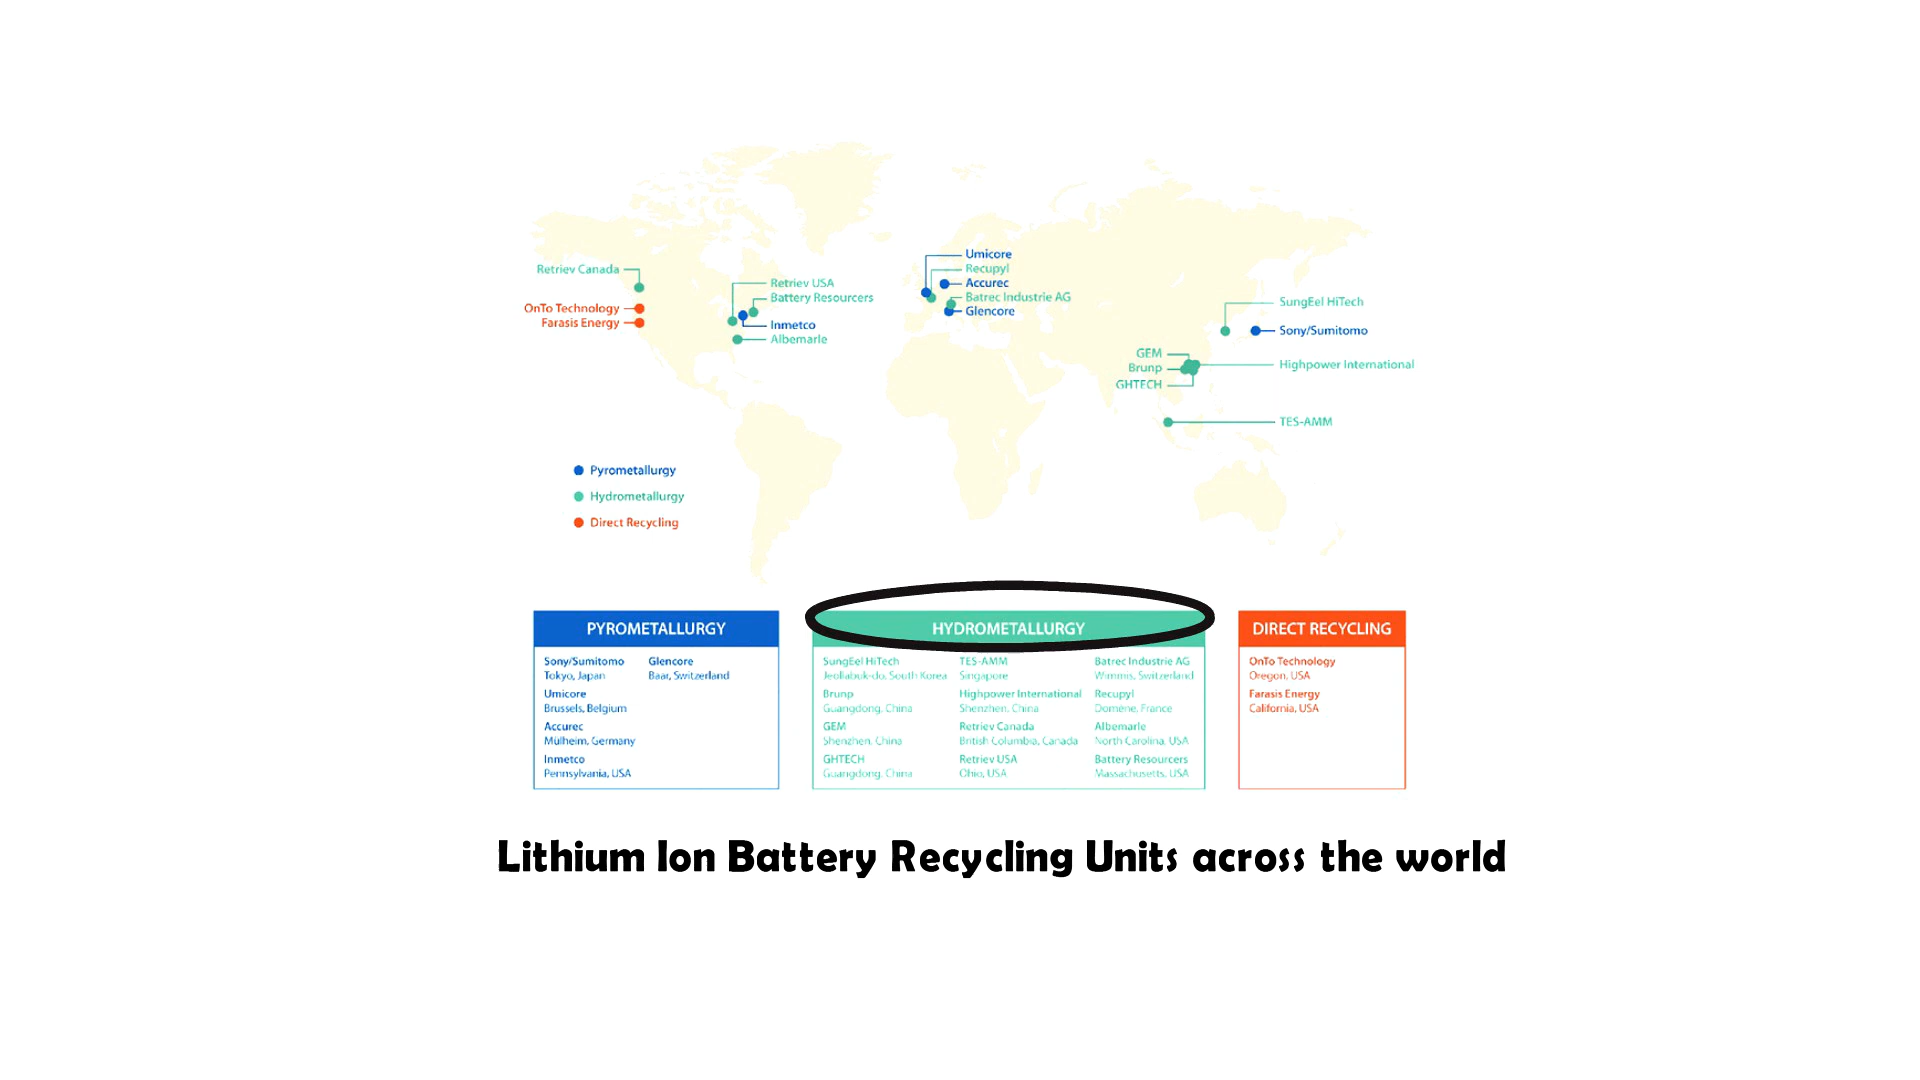 Umicore
Recupyl
Retriev Canada
Accurec
Retriev USA
Battery Resourcers
Batrec Industrie AG
OnTo Technology
Glencore
SungEel HiTech
Farasis Energy
Inmetco
Sony/Sumitomo
Albemarle
GEM
Brunp
Highpower International
GHTECH
TES-AMM
Pyrometallurgy
Hydrometallurgy
Direct Recycling
PYROMETALLURGY
Sony/Sumitomo
Tokyo, Japan
Umicore
Brussels, Belgium
Accurec
Mülheim, Germany
Inmetco
Pennsylvania, USA
Glencore
Baar, Switzerland
HYDROMETALLURGY
SungEel HiTech
Jeollabuk-do, South Korea
Brunp
Guangdong, China
GEM
Shenzhen, China
GHTECH
Guangdong, China
TES-AMM
Singapore
Highpower International
Shenzhen, China
Retriev Canada
British Columbia, Canada
Retriev USA
Ohio, USA
Batrec Industrie AG
Wimmis, Switzerland
Recupyl
Domène, France
Albemarle
North Carolina, USA
Battery Resourcers
Massachusetts, USA
DIRECT RECYCLING
OnTo Technology
Oregon, USA
Farasis Energy
California, USA
Lithium Ion Battery Recycling Units across the world